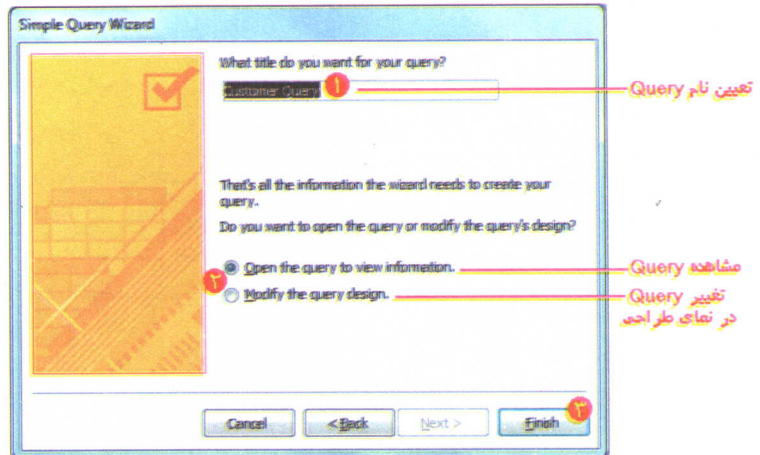 Simple Query Wizard
What title do you want for your query?
Customer Query
۱
تعیین نام Query
That's all the information the wizard needs to create your
query.
Do you want to open the query or modify the query's design?
Open the query to view information.
مشاهده Query
۲
Modify the query design.
تغییر Query
در نمای طراحی
Cancel
< Back
Next >
Finish
۳